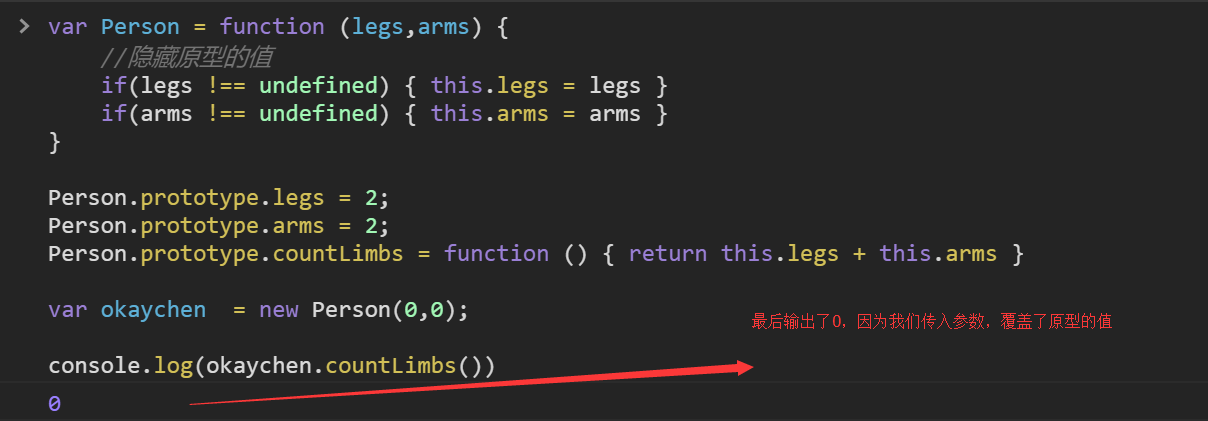 > var Person = function (legs,arms) {
//隐藏原型的值
if(legs !== undefined) { this.legs = legs }
if(arms !== undefined) { this.arms = arms }
}
Person.prototype.legs = 2;
Person.prototype.arms = 2;
Person.prototype.countLimbs = function () { return this.legs + this.arms }
var okaychen  = new Person(0,0);
最后输出了0，因为我们传入参数，覆盖了原型的值
console.log(okaychen.countLimbs())
0